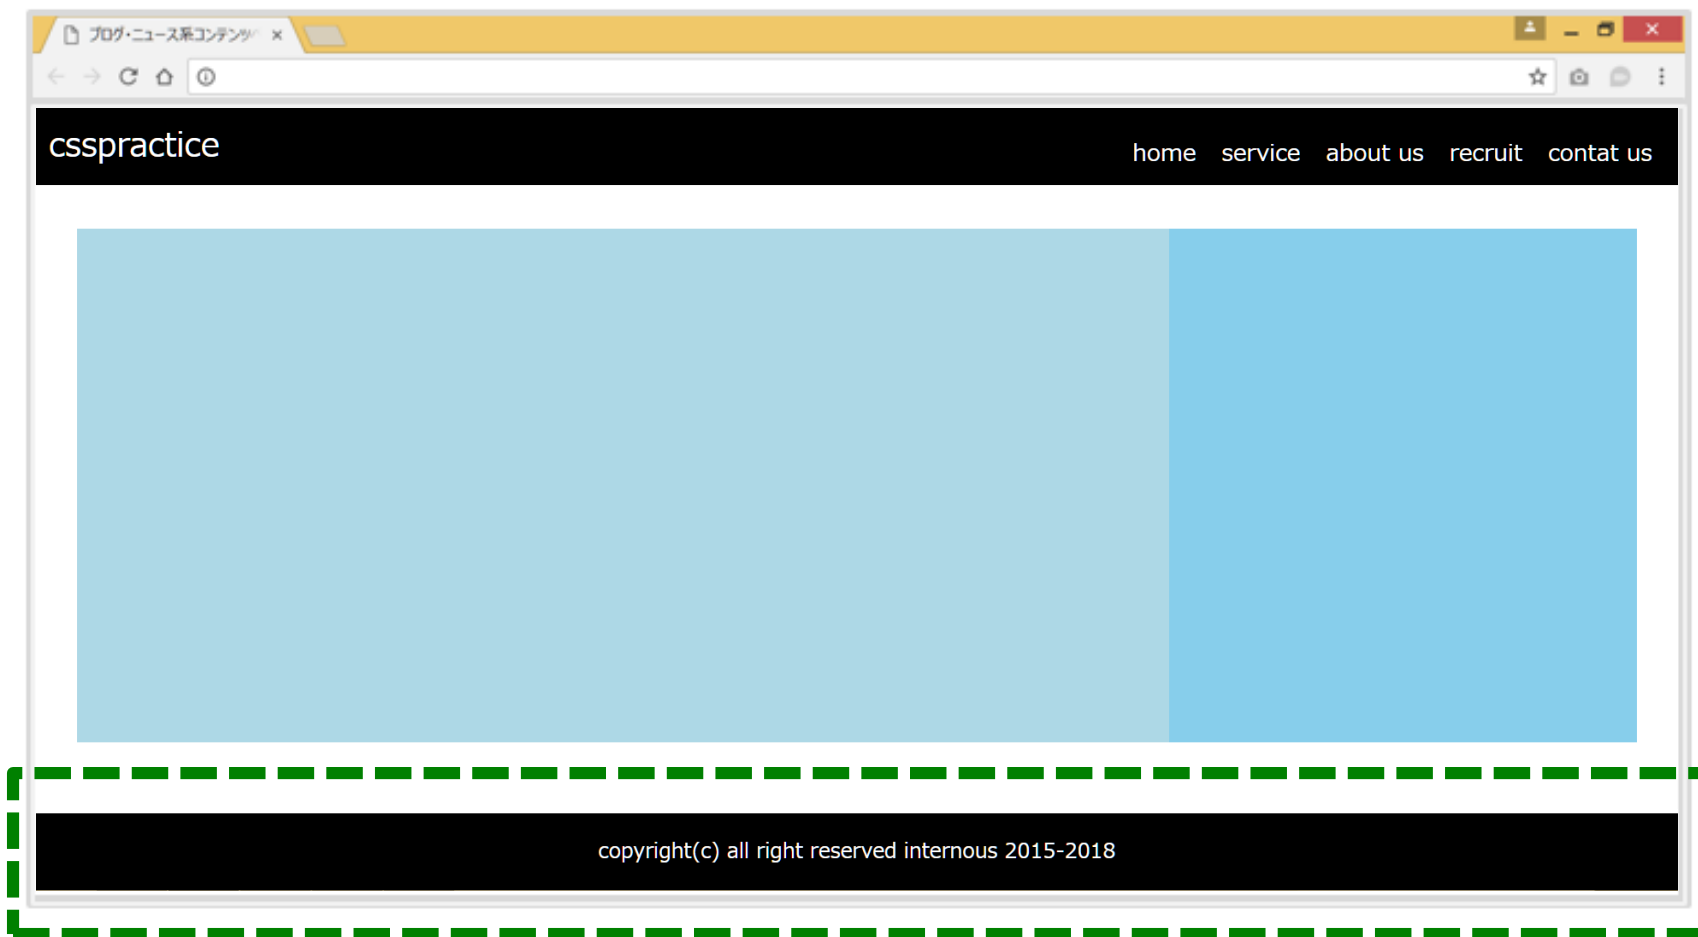 ブログ・ニュース系コンテンツ
csspractice
home service about us recruit contat us
copyright(c) all right reserved internous 2015-2018